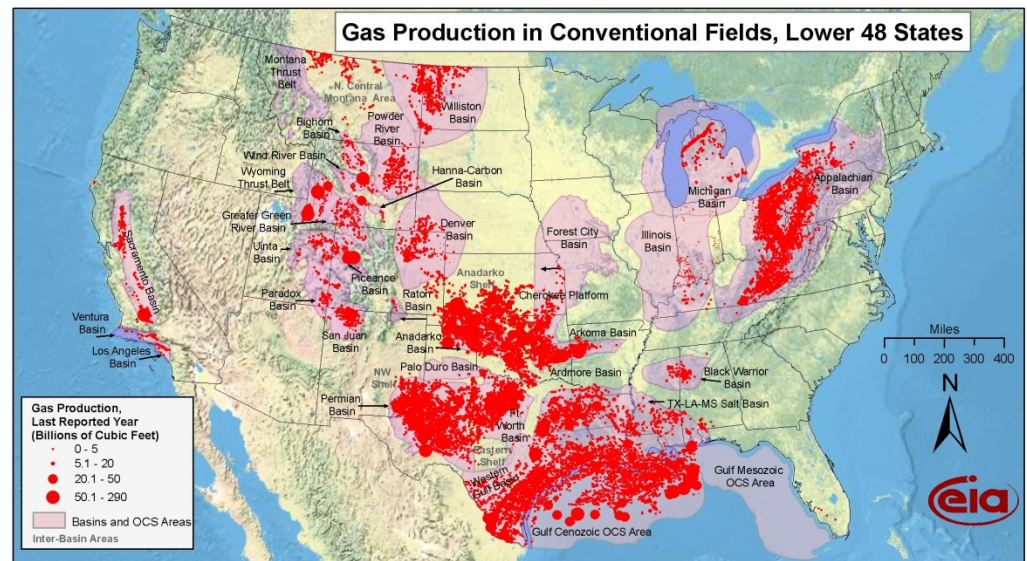 Gas Production in Conventional Fields, Lower 48 States
Montana
Thrust
Belt
N. Central
Montana Area
Williston
Basin
Bighorn
Basin
Powder
River
Basin
Wind River Basin
Wyoming
Thrust Belt
Hanna-Carbon
Basin
Greater Green
River Basin
Denver
Basin
Uinta
Basin
Piceance
Basin
Paradox
Basin
San Juan
Basin
Raton
Basin
Anadarko
Shelf
Anadarko
Basin
Forest City
Basin
Cherokee Platform
Illinois
Basin
Michigan
Basin
Appalachian
Basin
Sacramento Basin
Ventura
Basin
Los Angeles
Basin
Arkoma Basin
Palo Duro Basin
Ardmore Basin
NW
Shelf
Permian
Basin
Ft
Worth
Basin
Eastern
Shelf
Western
Gulf Basin
Black Warrior
Basin
TX-LA-MS Salt Basin
Gulf Mesozoic
OCS Area
Gulf Cenozoic OCS Area
Miles
0 100 200 300 400
N
eia
Gas Production,
Last Reported Year
(Billions of Cubic Feet)
0 - 5
5.1 - 20
20.1 - 50
50.1 - 290
Basins and OCS Areas
Inter-Basin Areas